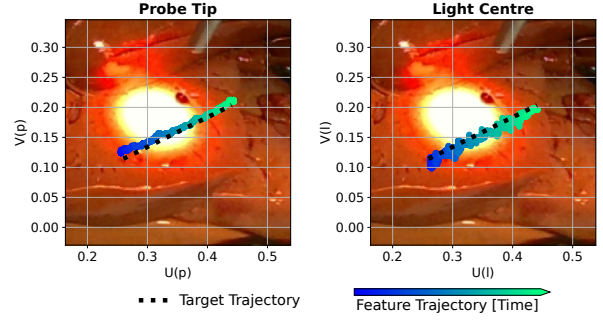 Probe Tip
Light Centre
0.30
0.25
0.20
0.15
0.10
0.05
0.00
V(p)
0.2 0.3 0.4 0.5
U(p)
0.30
0.25
0.20
0.15
0.10
0.05
0.00
V(l)
0.2 0.3 0.4 0.5
U(l)
Target Trajectory
Feature Trajectory [Time]